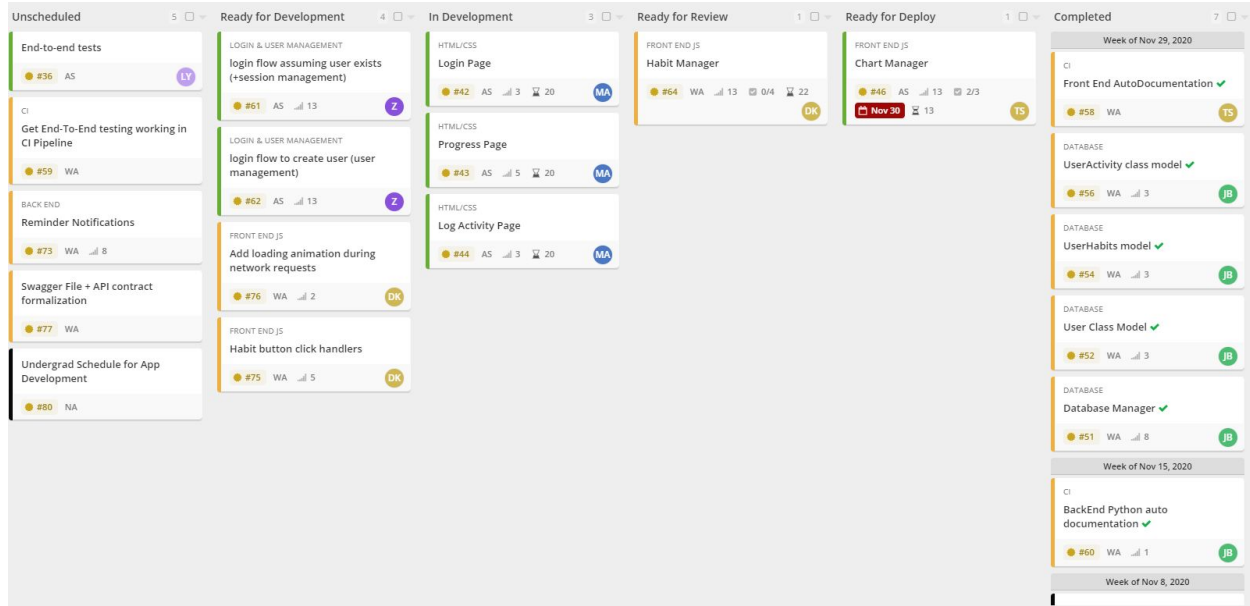 Unscheduled 5
End-to-end tests
#36 AS LY
CI
Get End-To-End testing working in
CI Pipeline
#59 WA
BACK END
Reminder Notifications
#73 WA 8
Swagger File + API contract
formalization
#77 WA
Undergrad Schedule for App
Development
#80 NA
Ready for Development 4
LOGIN & USER MANAGEMENT
login flow assuming user exists
(+session management)
#61 AS 13 Z
LOGIN & USER MANAGEMENT
login flow to create user (user
management)
#62 AS 13 Z
FRONT END JS
Add loading animation during
network requests
#76 WA 2 DK
FRONT END JS
Habit button click handlers
#75 WA 5 DK
In Development 3
HTML/CSS
Login Page
#42 AS 3 20 MA
HTML/CSS
Progress Page
#43 AS 5 20 MA
HTML/CSS
Log Activity Page
#44 AS 3 20 MA
Ready for Review 1
FRONT END JS
Habit Manager
#64 WA 13 0/4 22
DK
Ready for Deploy 1
FRONT END JS
Chart Manager
#46 AS 13 2/3
Nov 30 13 TS
Completed 7
Week of Nov 29, 2020
CI
Front End AutoDocumentation
#58 WA TS
DATABASE
UserActivity class model
#56 WA 3 JB
DATABASE
UserHabits model
#54 WA 3 JB
DATABASE
User Class Model
#52 WA 3 JB
DATABASE
Database Manager
#51 WA 8 JB
Week of Nov 15, 2020
CI
BackEnd Python auto
documentation
#60 WA 1 JB
Week of Nov 8, 2020